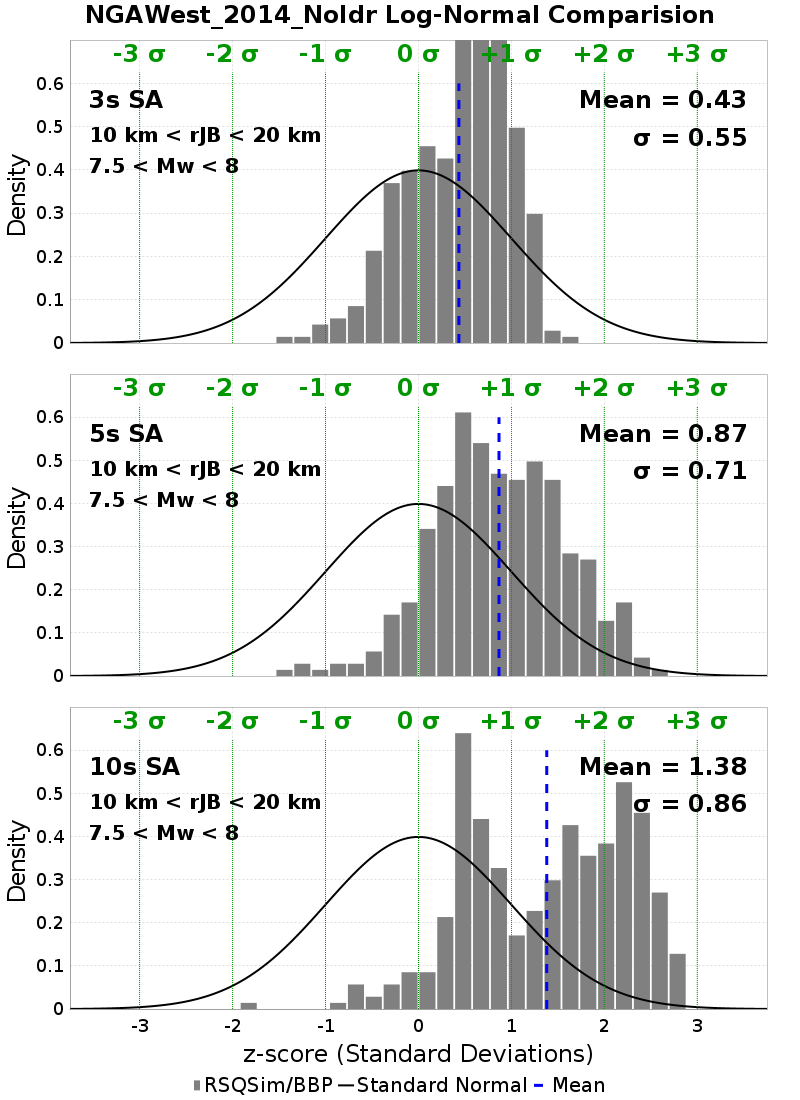 NGAWest_2014_NoIdr Log-Normal Comparision
-3 σ -2 σ -1 σ 0 σ +1 σ +2 σ +3 σ
3s SA
Mean = 0.43
10 km < rJB < 20 km
σ = 0.55
7.5 < Mw < 8
0.6
0.5
0.4
0.3
0.2
0.1
0
Density
-3 σ -2 σ -1 σ 0 σ +1 σ +2 σ +3 σ
5s SA
Mean = 0.87
10 km < rJB < 20 km
σ = 0.71
7.5 < Mw < 8
0.6
0.5
0.4
0.3
0.2
0.1
0
Density
-3 σ -2 σ -1 σ 0 σ +1 σ +2 σ +3 σ
10s SA
Mean = 1.38
10 km < rJB < 20 km
σ = 0.86
7.5 < Mw < 8
0.6
0.5
0.4
0.3
0.2
0.1
0
Density
-3 -2 -1 0 1 2 3
z-score (Standard Deviations)
RSQSim/BBP Standard Normal Mean